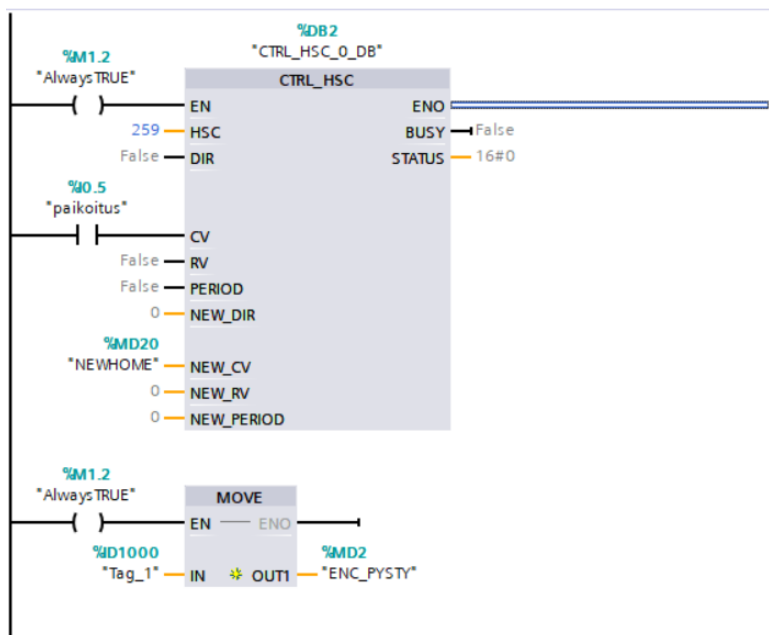 %DB2
"CTRL_HSC_0_DB"
%M1.2
"AlwaysTRUE"
CTRL_HSC
EN ENO
259 HSC BUSY False
False DIR STATUS 16#0
%I0.5
"paikoitus"
CV
False RV
False PERIOD
0 NEW_DIR
%MD20
"NEWHOME" NEW_CV
0 NEW_RV
0 NEW_PERIOD
%M1.2
"AlwaysTRUE"
MOVE
EN ENO
%ID1000 %MD2
"Tag_1" IN OUT1 "ENC_PYSTY"